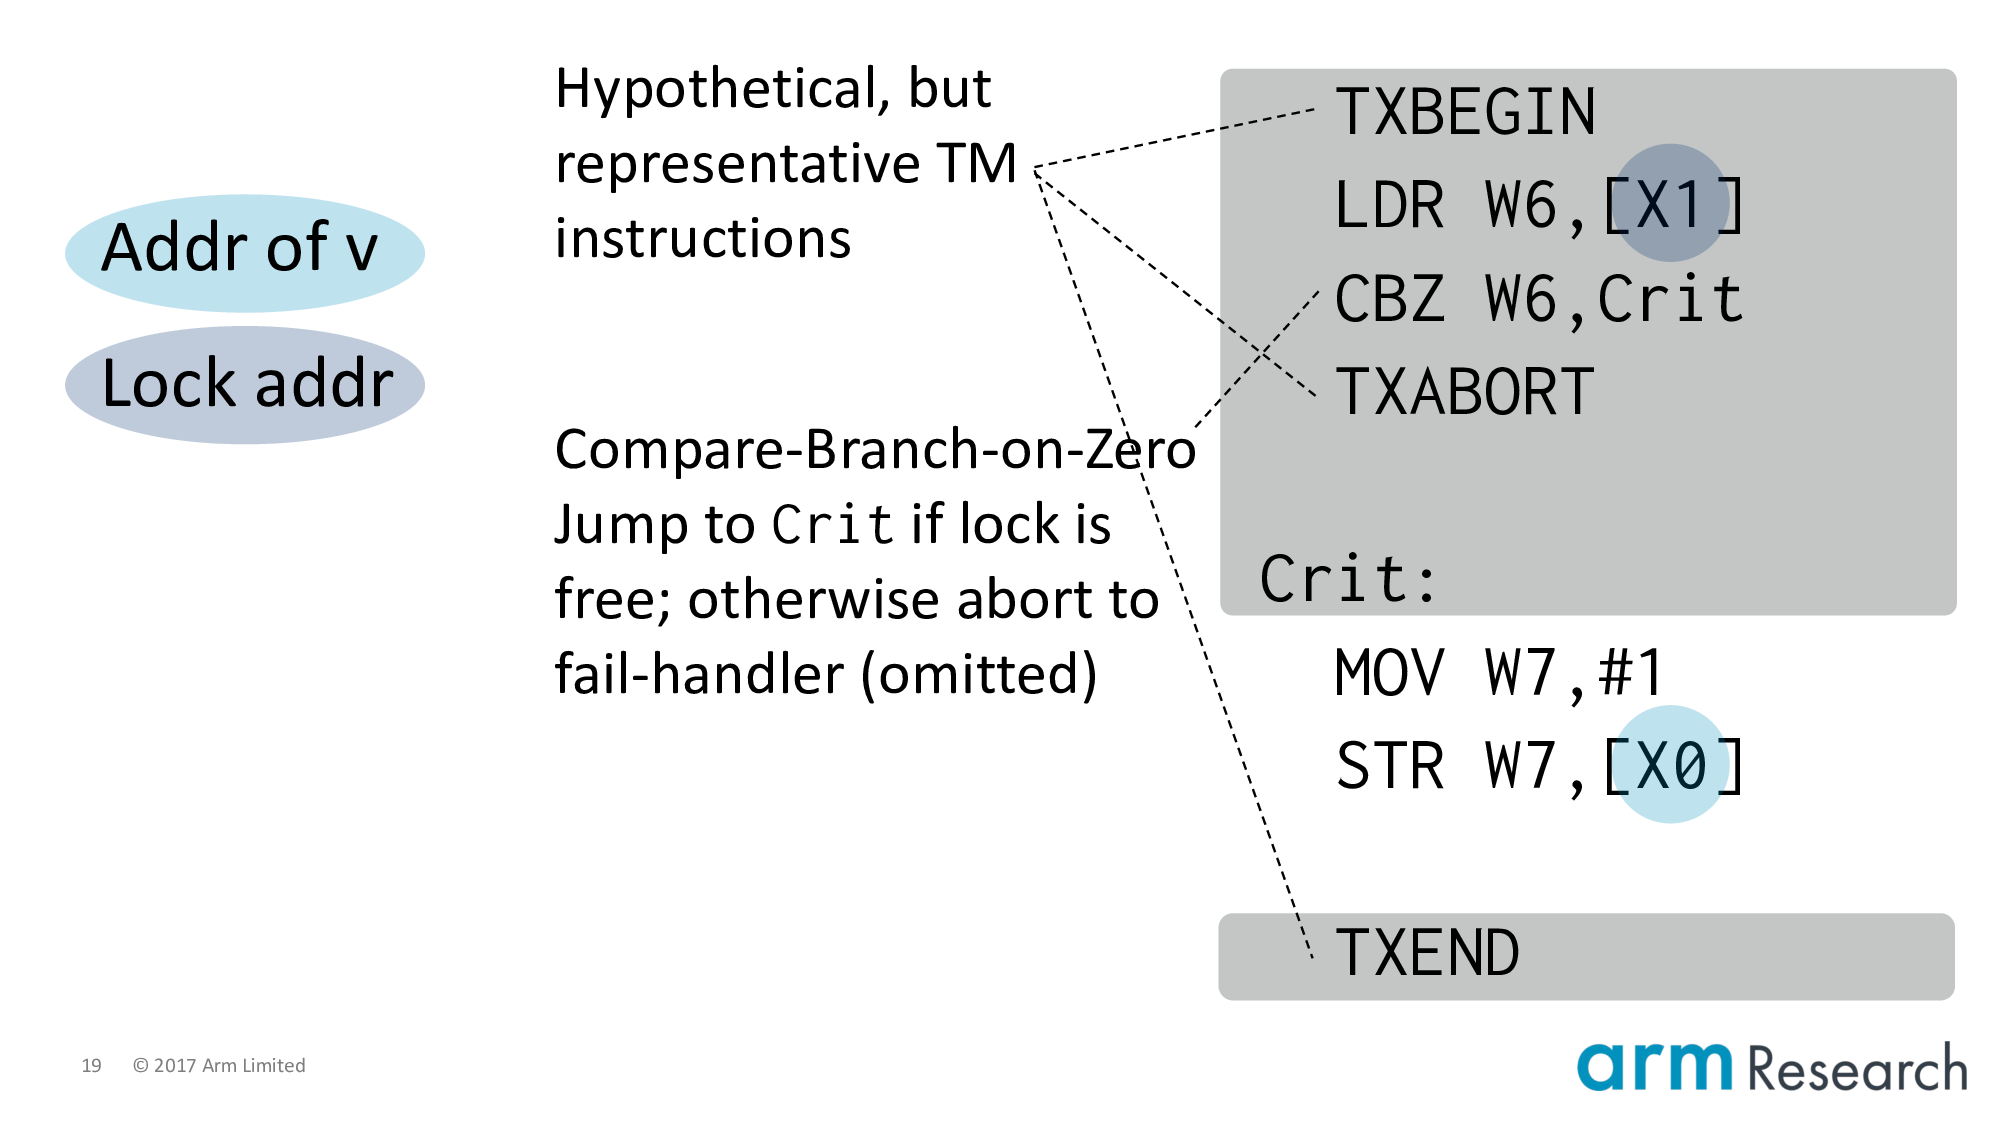 Addr of v
Lock addr
Hypothetical, but
representative TM
instructions
Compare-Branch-on-Zero
Jump to Crit if lock is
free; otherwise abort to
fail-handler (omitted)
TXBEGIN
LDR W6,[X1]
CBZ W6,Crit
TXABORT
Crit:
MOV W7,#1
STR W7,[X0]
TXEND
19 © 2017 Arm Limited
arm Research